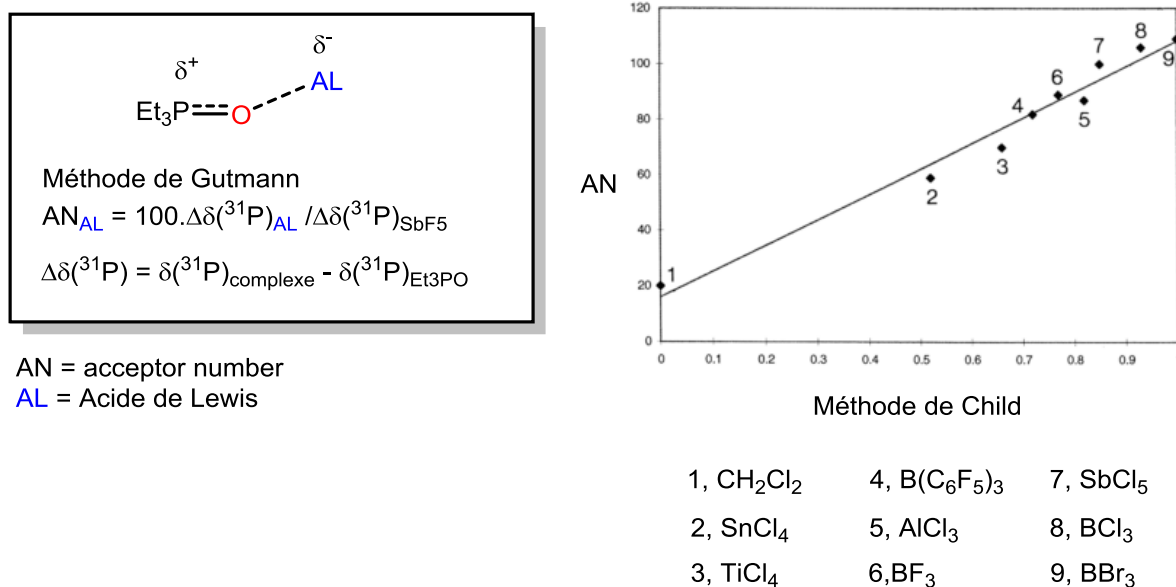 δ+
δ-
AL
Et3P
O
Méthode de Gutmann
ANAL = 100.Δδ(31P)AL /Δδ(31P)SbF5
Δδ(31P) = δ(31P)complexe - δ(31P)Et3PO
AN = acceptor number
AL = Acide de Lewis
AN
120
100
80
60
40
20
0
1
2
3
4
5
6
7
8
9
0 0.1 0.2 0.3 0.4 0.5 0.6 0.7 0.8 0.9
Méthode de Child
1, CH2Cl2 4, B(C6F5)3 7, SbCl5
2, SnCl4 5, AlCl3 8, BCl3
3, TiCl4 6,BF3 9, BBr3